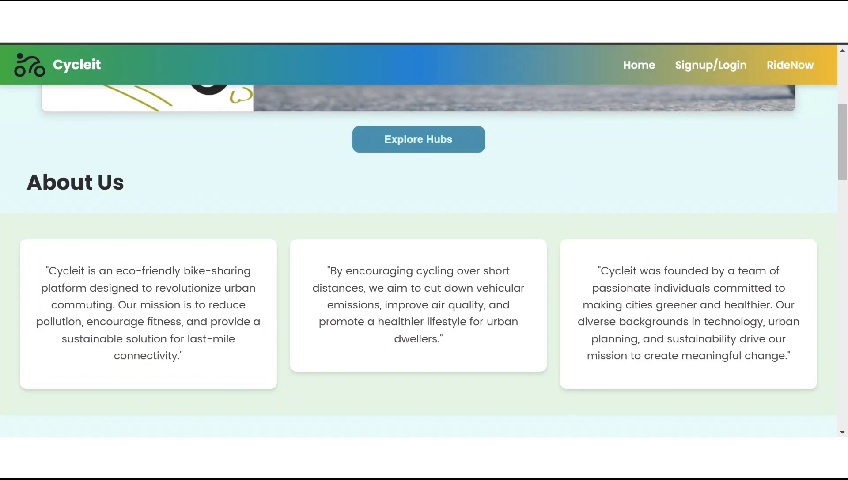 Cycleit
Home Signup/Login RideNow
Explore Hubs
About Us
"Cycleit is an eco-friendly bike-sharing
platform designed to revolutionize urban
commuting. Our mission is to reduce
pollution, encourage fitness, and provide a
sustainable solution for last-mile
connectivity."
"By encouraging cycling over short
distances, we aim to cut down vehicular
emissions, improve air quality, and
promote a healthier lifestyle for urban
dwellers."
"Cycleit was founded by a team of
passionate individuals committed to
making cities greener and healthier. Our
diverse backgrounds in technology, urban
planning, and sustainability drive our
mission to create meaningful change."